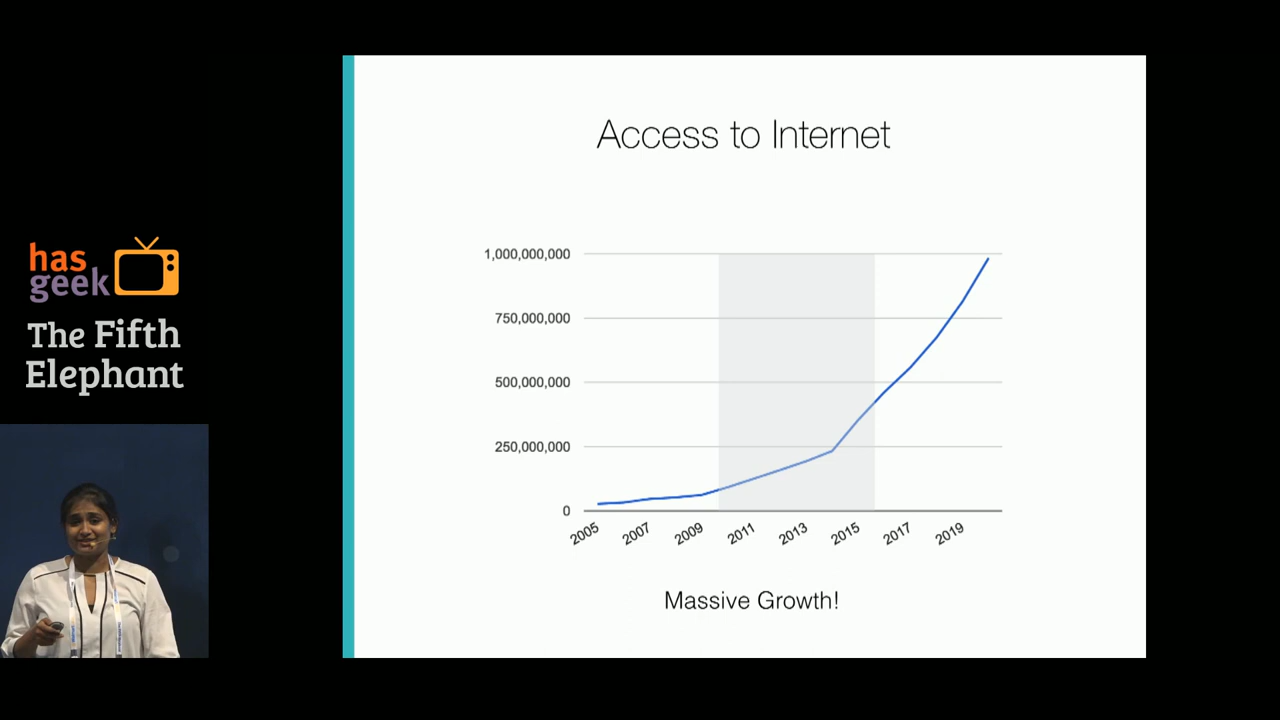 has
geek
The Fifth
Elephant
Access to Internet
1,000,000,000
750,000,000
500,000,000
250,000,000
0
2005
2007
2009
2011
2013
2015
2017
2019
Massive Growth!